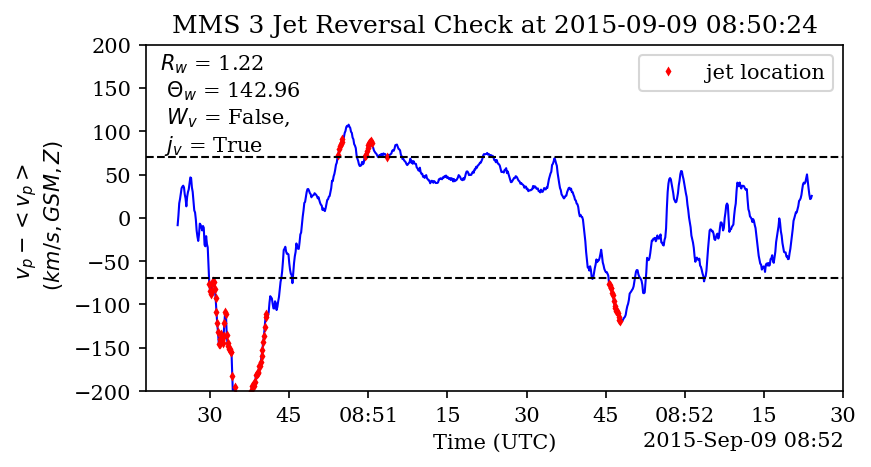 MMS 3 Jet Reversal Check at 2015-09-09 08:50:24
R_w = 1.22
Θ_w = 142.96
W_v = False,
j_v = True
jet location
v_p − < v_p >
(km/s, GSM, Z)
200
150
100
50
0
−50
−100
−150
−200
30 45 08:51 15 30 45 08:52 15 30
Time (UTC)
2015-Sep-09 08:52